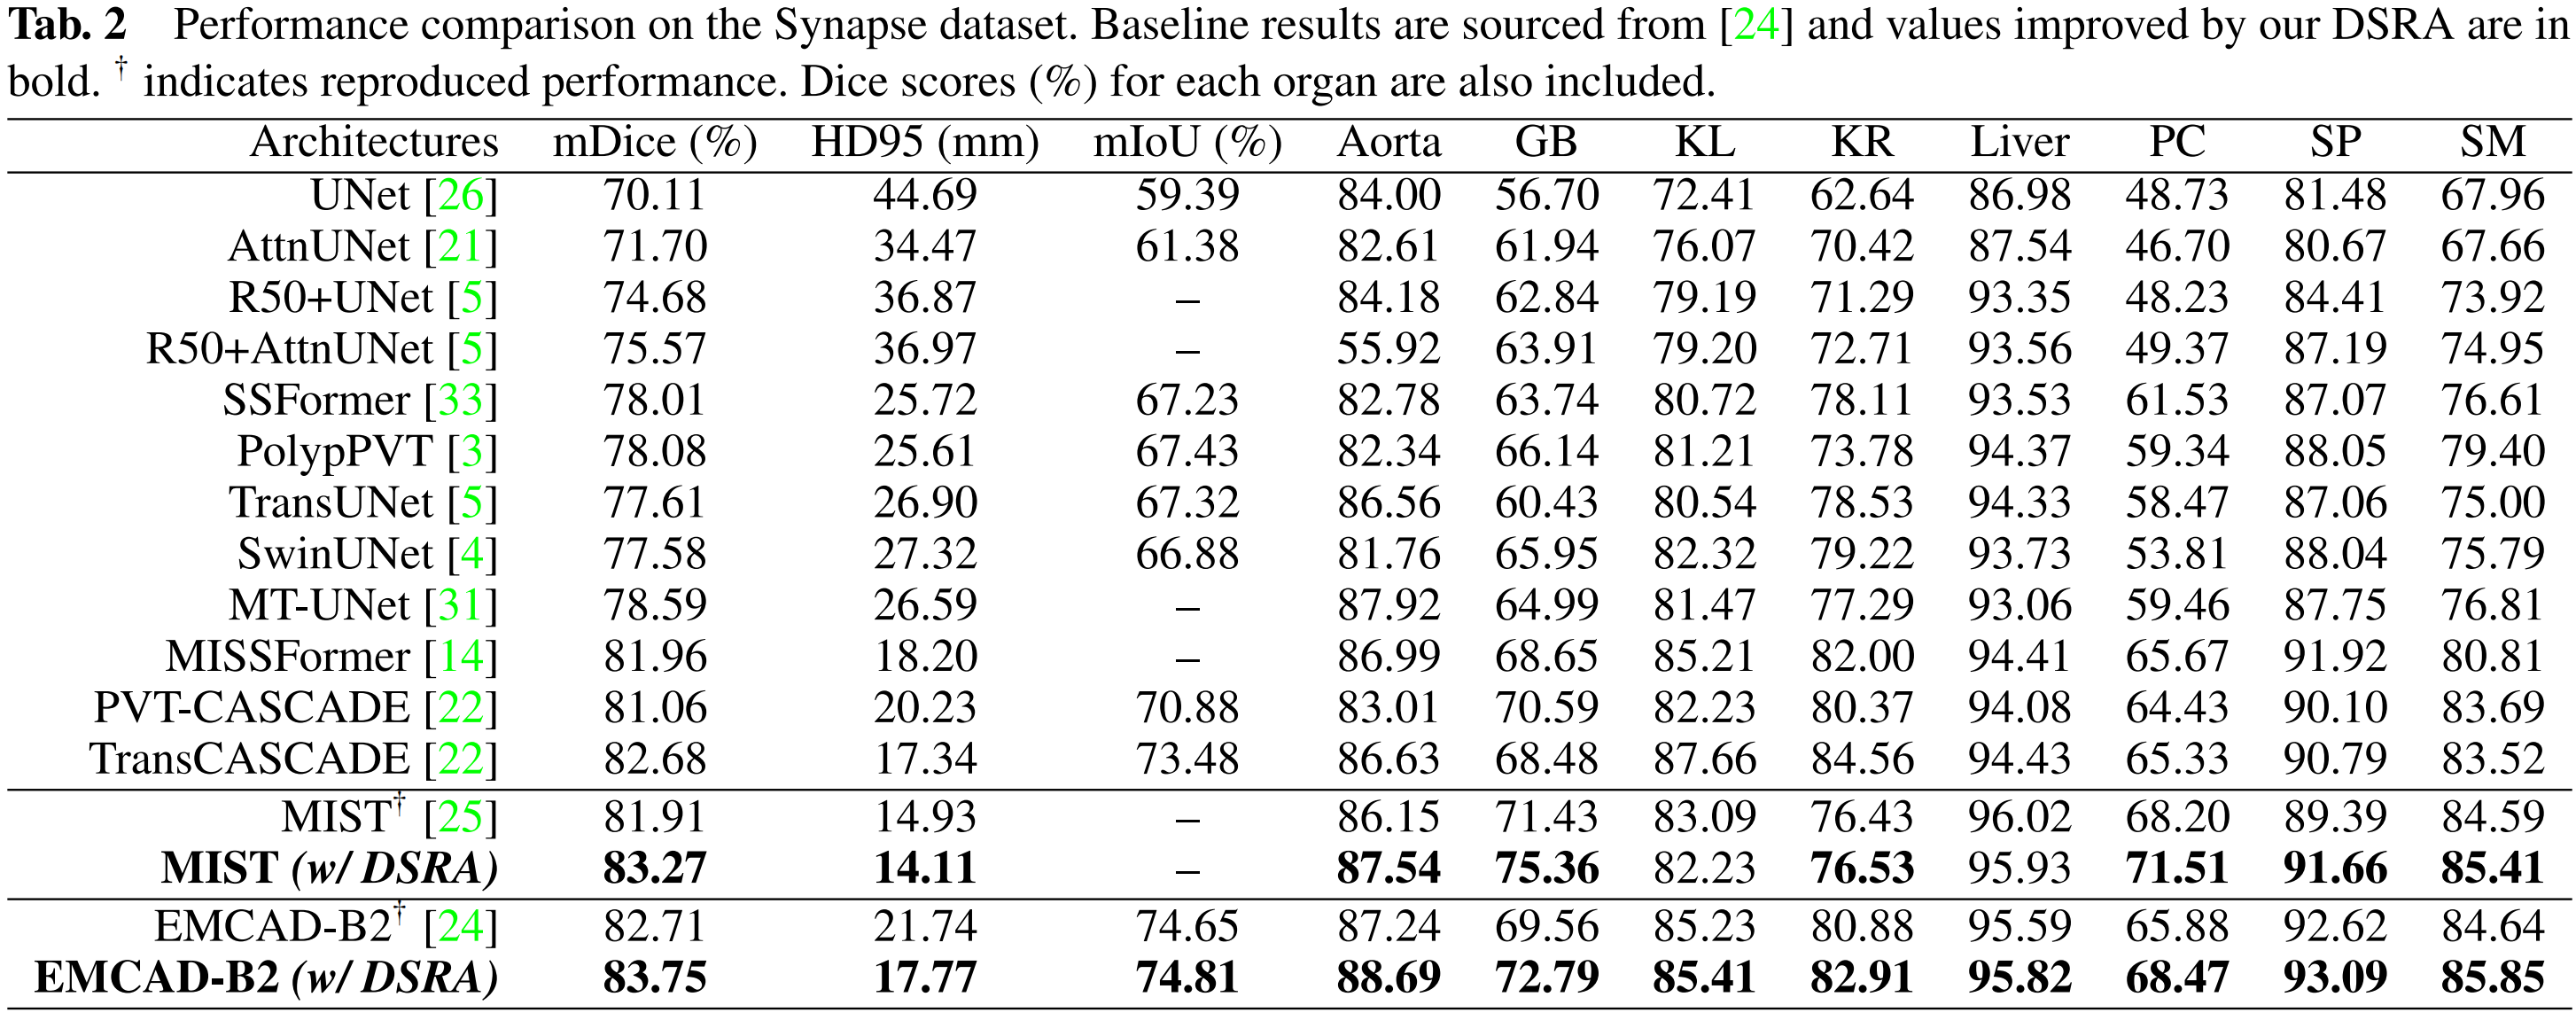 Tab. 2 Performance comparison on the Synapse dataset. Baseline results are sourced from [24] and values improved by our DSRA are in
bold. † indicates reproduced performance. Dice scores (%) for each organ are also included.
Architectures mDice (%) HD95 (mm) mIoU (%) Aorta GB KL KR Liver PC SP SM
UNet [26] 70.11 44.69 59.39 84.00 56.70 72.41 62.64 86.98 48.73 81.48 67.96
AttnUNet [21] 71.70 34.47 61.38 82.61 61.94 76.07 70.42 87.54 46.70 80.67 67.66
R50+UNet [5] 74.68 36.87 – 84.18 62.84 79.19 71.29 93.35 48.23 84.41 73.92
R50+AttnUNet [5] 75.57 36.97 – 55.92 63.91 79.20 72.71 93.56 49.37 87.19 74.95
SSFormer [33] 78.01 25.72 67.23 82.78 63.74 80.72 78.11 93.53 61.53 87.07 76.61
PolypPVT [3] 78.08 25.61 67.43 82.34 66.14 81.21 73.78 94.37 59.34 88.05 79.40
TransUNet [5] 77.61 26.90 67.32 86.56 60.43 80.54 78.53 94.33 58.47 87.06 75.00
SwinUNet [4] 77.58 27.32 66.88 81.76 65.95 82.32 79.22 93.73 53.81 88.04 75.79
MT-UNet [31] 78.59 26.59 – 87.92 64.99 81.47 77.29 93.06 59.46 87.75 76.81
MISSFormer [14] 81.96 18.20 – 86.99 68.65 85.21 82.00 94.41 65.67 91.92 80.81
PVT-CASCADE [22] 81.06 20.23 70.88 83.01 70.59 82.23 80.37 94.08 64.43 90.10 83.69
TransCASCADE [22] 82.68 17.34 73.48 86.63 68.48 87.66 84.56 94.43 65.33 90.79 83.52
MIST† [25] 81.91 14.93 – 86.15 71.43 83.09 76.43 96.02 68.20 89.39 84.59
MIST (w/ DSRA) 83.27 14.11 – 87.54 75.36 82.23 76.53 95.93 71.51 91.66 85.41
EMCAD-B2† [24] 82.71 21.74 74.65 87.24 69.56 85.23 80.88 95.59 65.88 92.62 84.64
EMCAD-B2 (w/ DSRA) 83.75 17.77 74.81 88.69 72.79 85.41 82.91 95.82 68.47 93.09 85.85